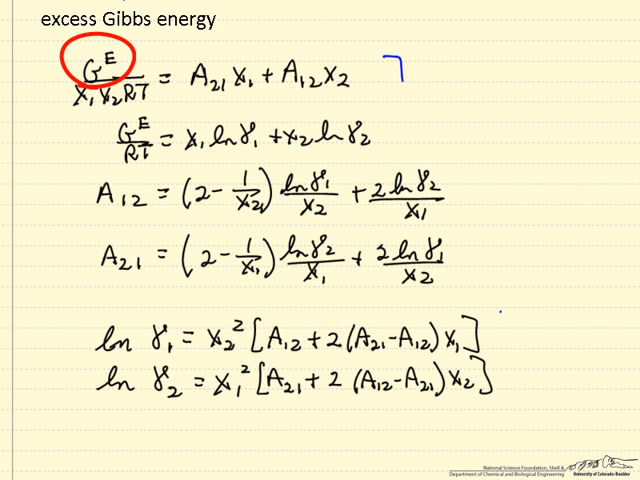 excess Gibbs energy
G^E / (x₁ x₂ RT) = A₂₁ x₁ + A₁₂ x₂
G^E / RT = x₁ ln γ₁ + x₂ ln γ₂
A₁₂ = (2 - 1/x₂) ln γ₁ / x₂ + 2 ln γ₂ / x₁
A₂₁ = (2 - 1/x₁) ln γ₂ / x₁ + 2 ln γ₁ / x₂
ln γ₁ = x₂² [A₁₂ + 2 (A₂₁ - A₁₂) x₁]
ln γ₂ = x₁² [A₂₁ + 2 (A₁₂ - A₂₁) x₂]
National Science Foundation, Shell &
Department of Chemical and Biological Engineering
University of Colorado-Boulder